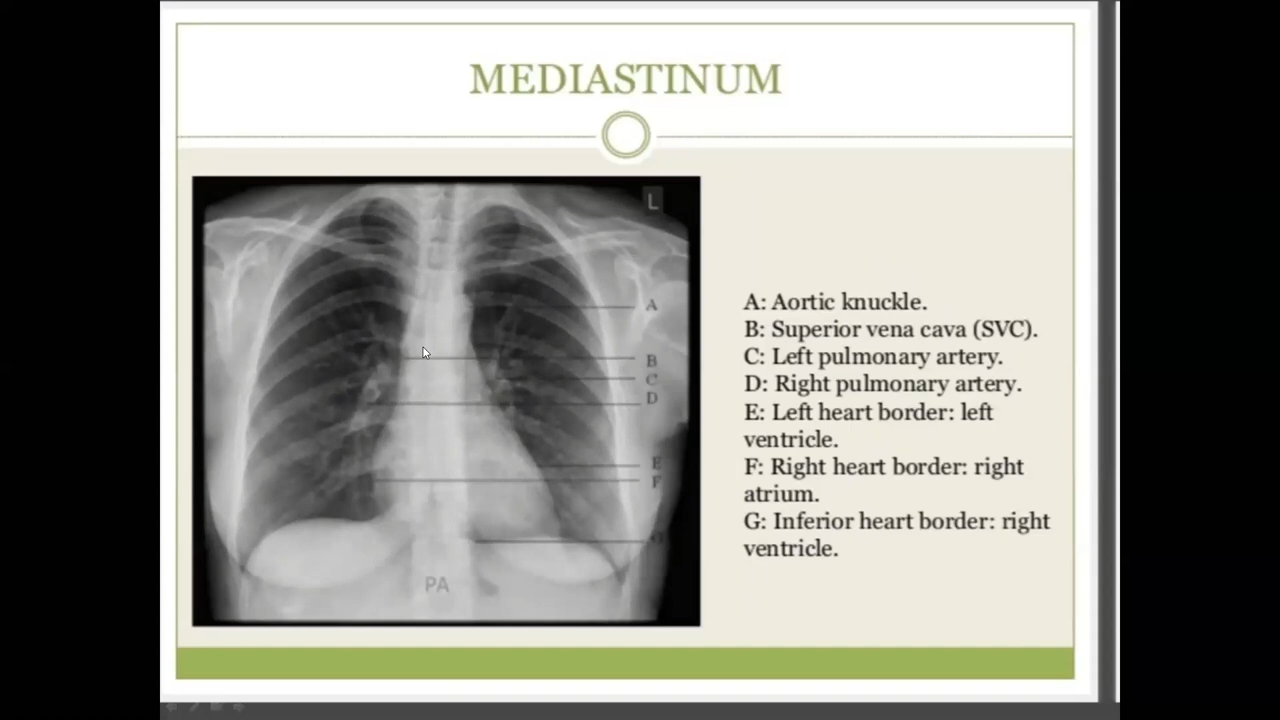 MEDIASTINUM
L
A
B
C
D
E
F
G
PA
A: Aortic knuckle.
B: Superior vena cava (SVC).
C: Left pulmonary artery.
D: Right pulmonary artery.
E: Left heart border: left
ventricle.
F: Right heart border: right
atrium.
G: Inferior heart border: right
ventricle.